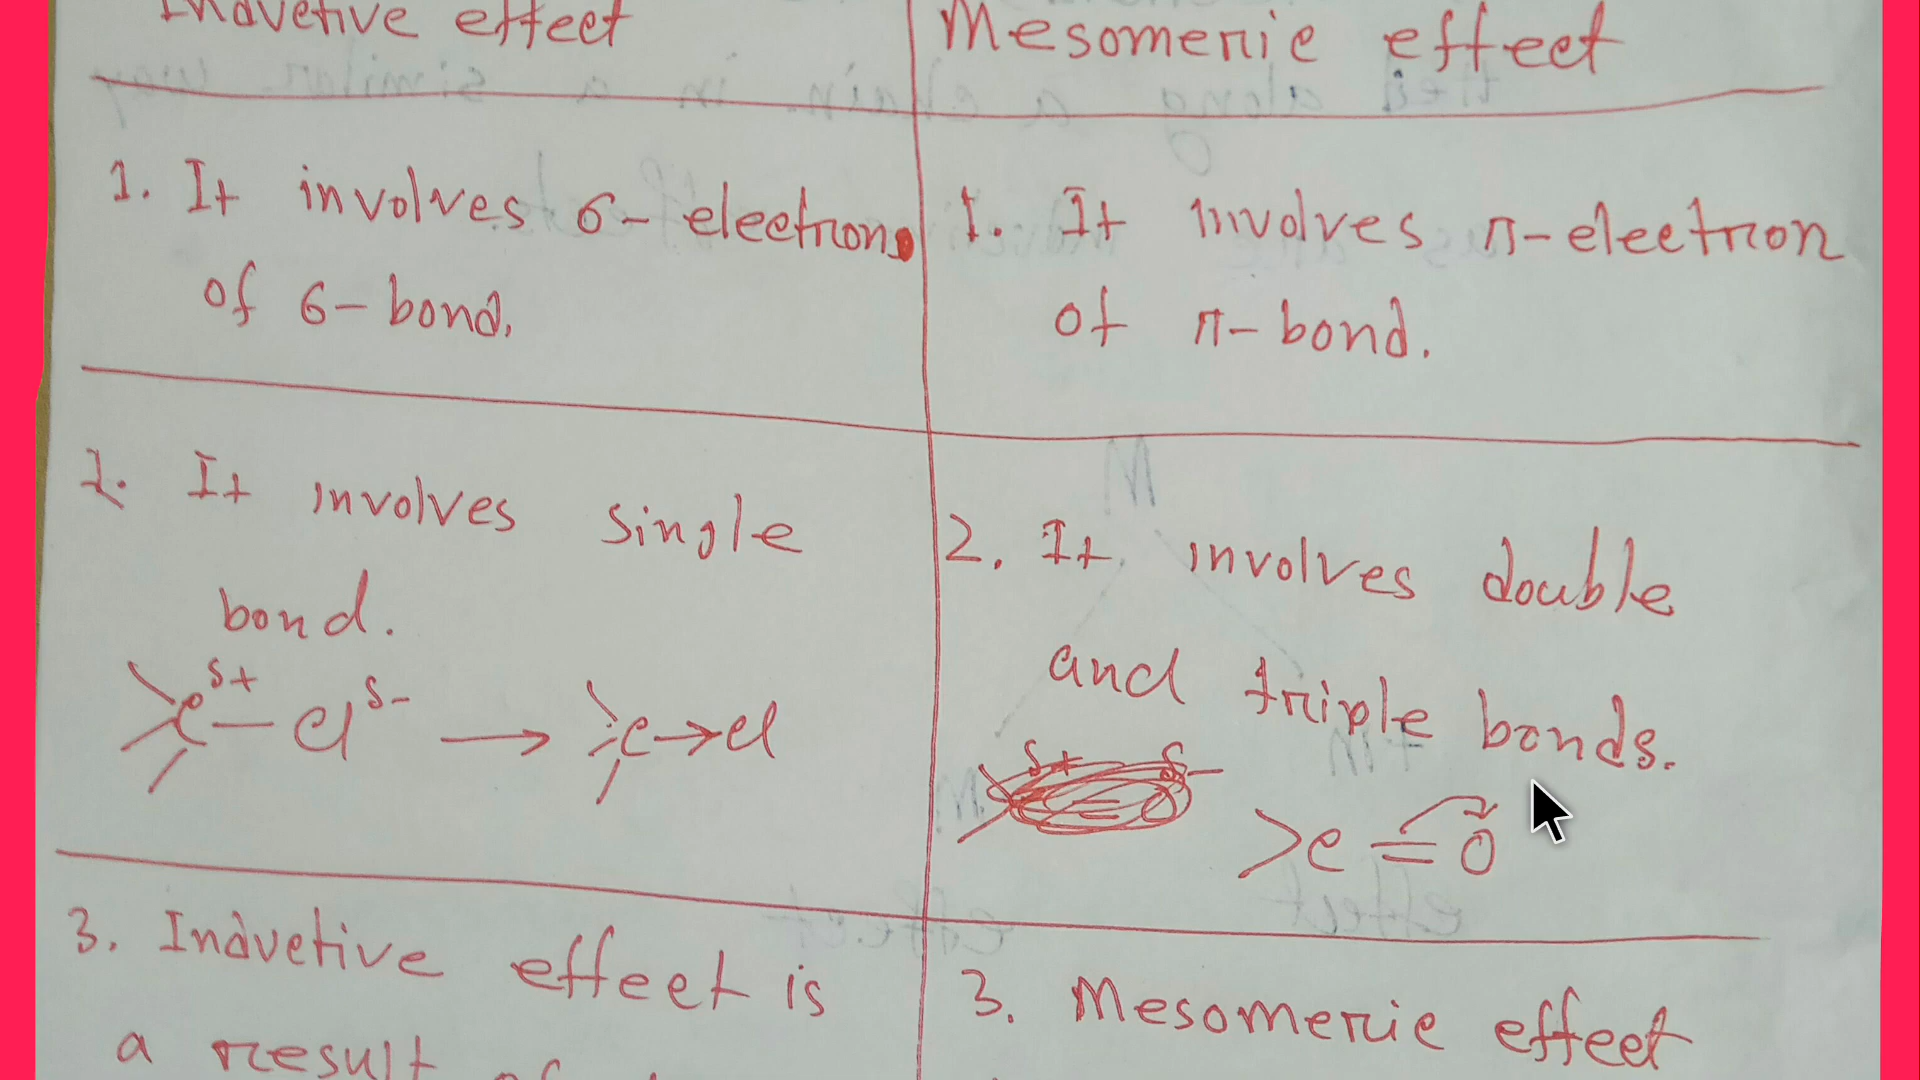 Inductive effect
Mesomeric effect
1. It involves σ- electrons
of σ- bond.
1. It involves π-electron
of π-bond.
2. It involves single
bond.
C^δ+ — Cl^δ- → C→Cl
2. It involves double
and triple bonds.
>C=O
3. Inductive effect is
a result of
3. Mesomeric effect